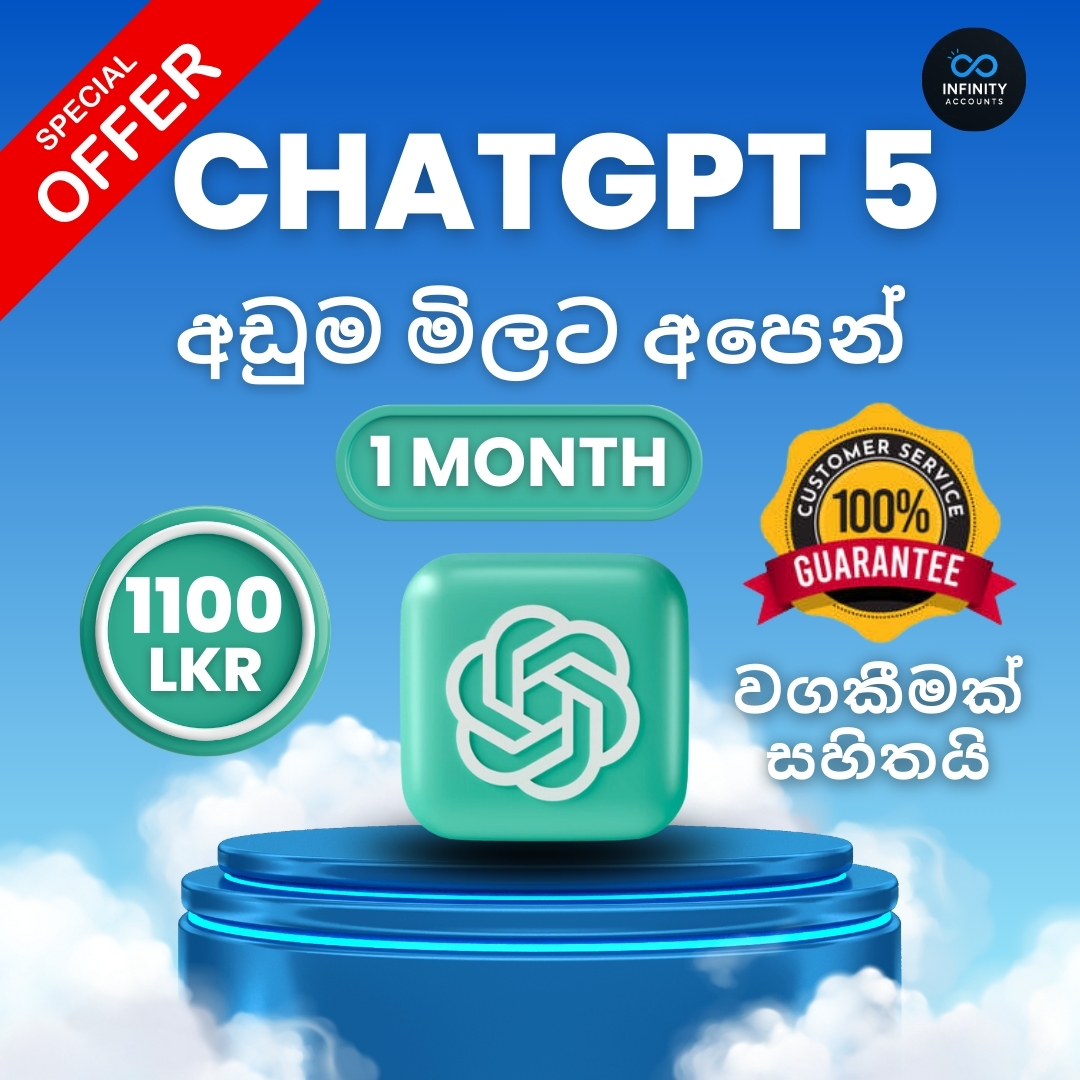 SPECIAL
OFFER
INFINITY
ACCOUNTS
CHATGPT 5
අඩුම මිලට අපෙන්
1 MONTH
1100
LKR
CUSTOMER SERVICE
100%
GUARANTEE
වගකීමක්
සහිතයි